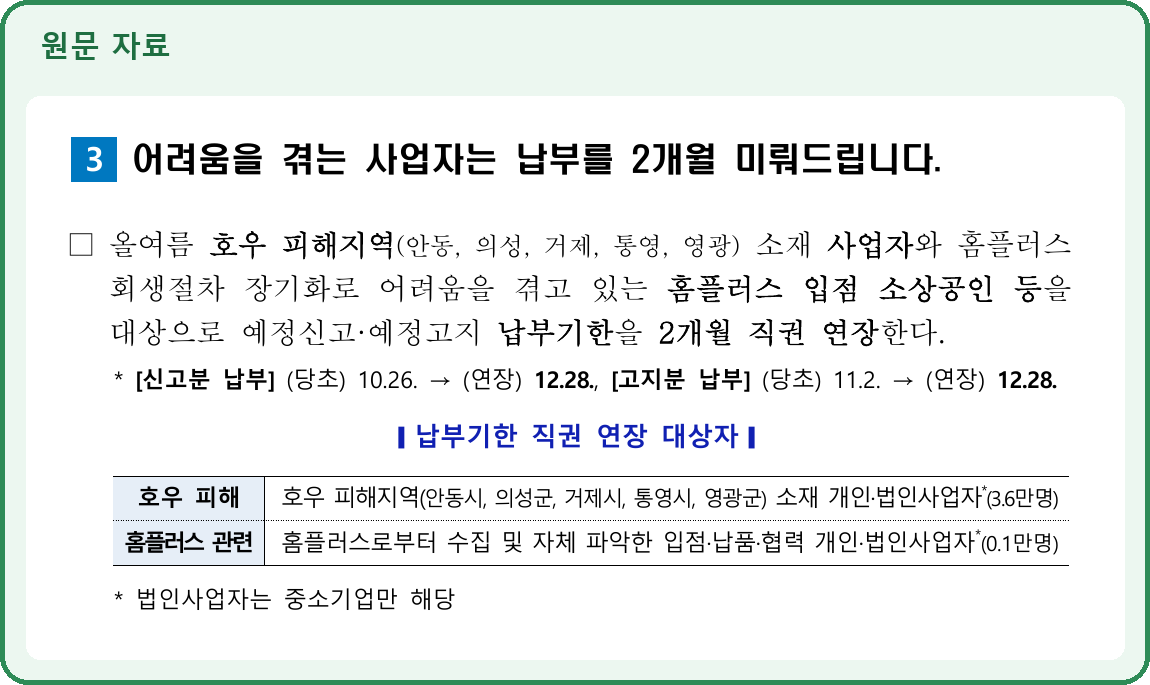 원문 자료
3 어려움을 겪는 사업자는 납부를 2개월 미뤄드립니다.
□ 올여름 호우 피해지역(안동, 의성, 거제, 통영, 영광) 소재 사업자와 홈플러스
회생절차 장기화로 어려움을 겪고 있는 홈플러스 입점 소상공인 등을
대상으로 예정신고·예정고지 납부기한을 2개월 직권 연장한다.
* [신고분 납부] (당초) 10.26. → (연장) 12.28., [고지분 납부] (당초) 11.2. → (연장) 12.28.
납부기한 직권 연장 대상자
호우 피해 호우 피해지역(안동시, 의성군, 거제시, 통영시, 영광군) 소재 개인·법인사업자*(3.6만명)
홈플러스 관련 홈플러스로부터 수집 및 자체 파악한 입점·납품·협력 개인·법인사업자*(0.1만명)
* 법인사업자는 중소기업만 해당